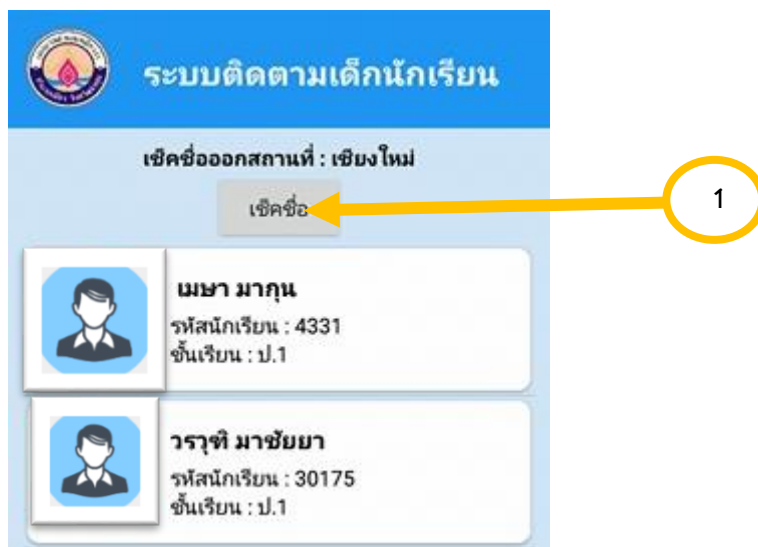 ระบบติดตามเด็กนักเรียน
เช็คชื่อออกสถานที่ : เชียงใหม่
เช็คชื่อ
1
เมษา มากุน
รหัสนักเรียน : 4331
ชั้นเรียน : ป.1
วรวุฑิ มาชัยยา
รหัสนักเรียน : 30175
ชั้นเรียน : ป.1